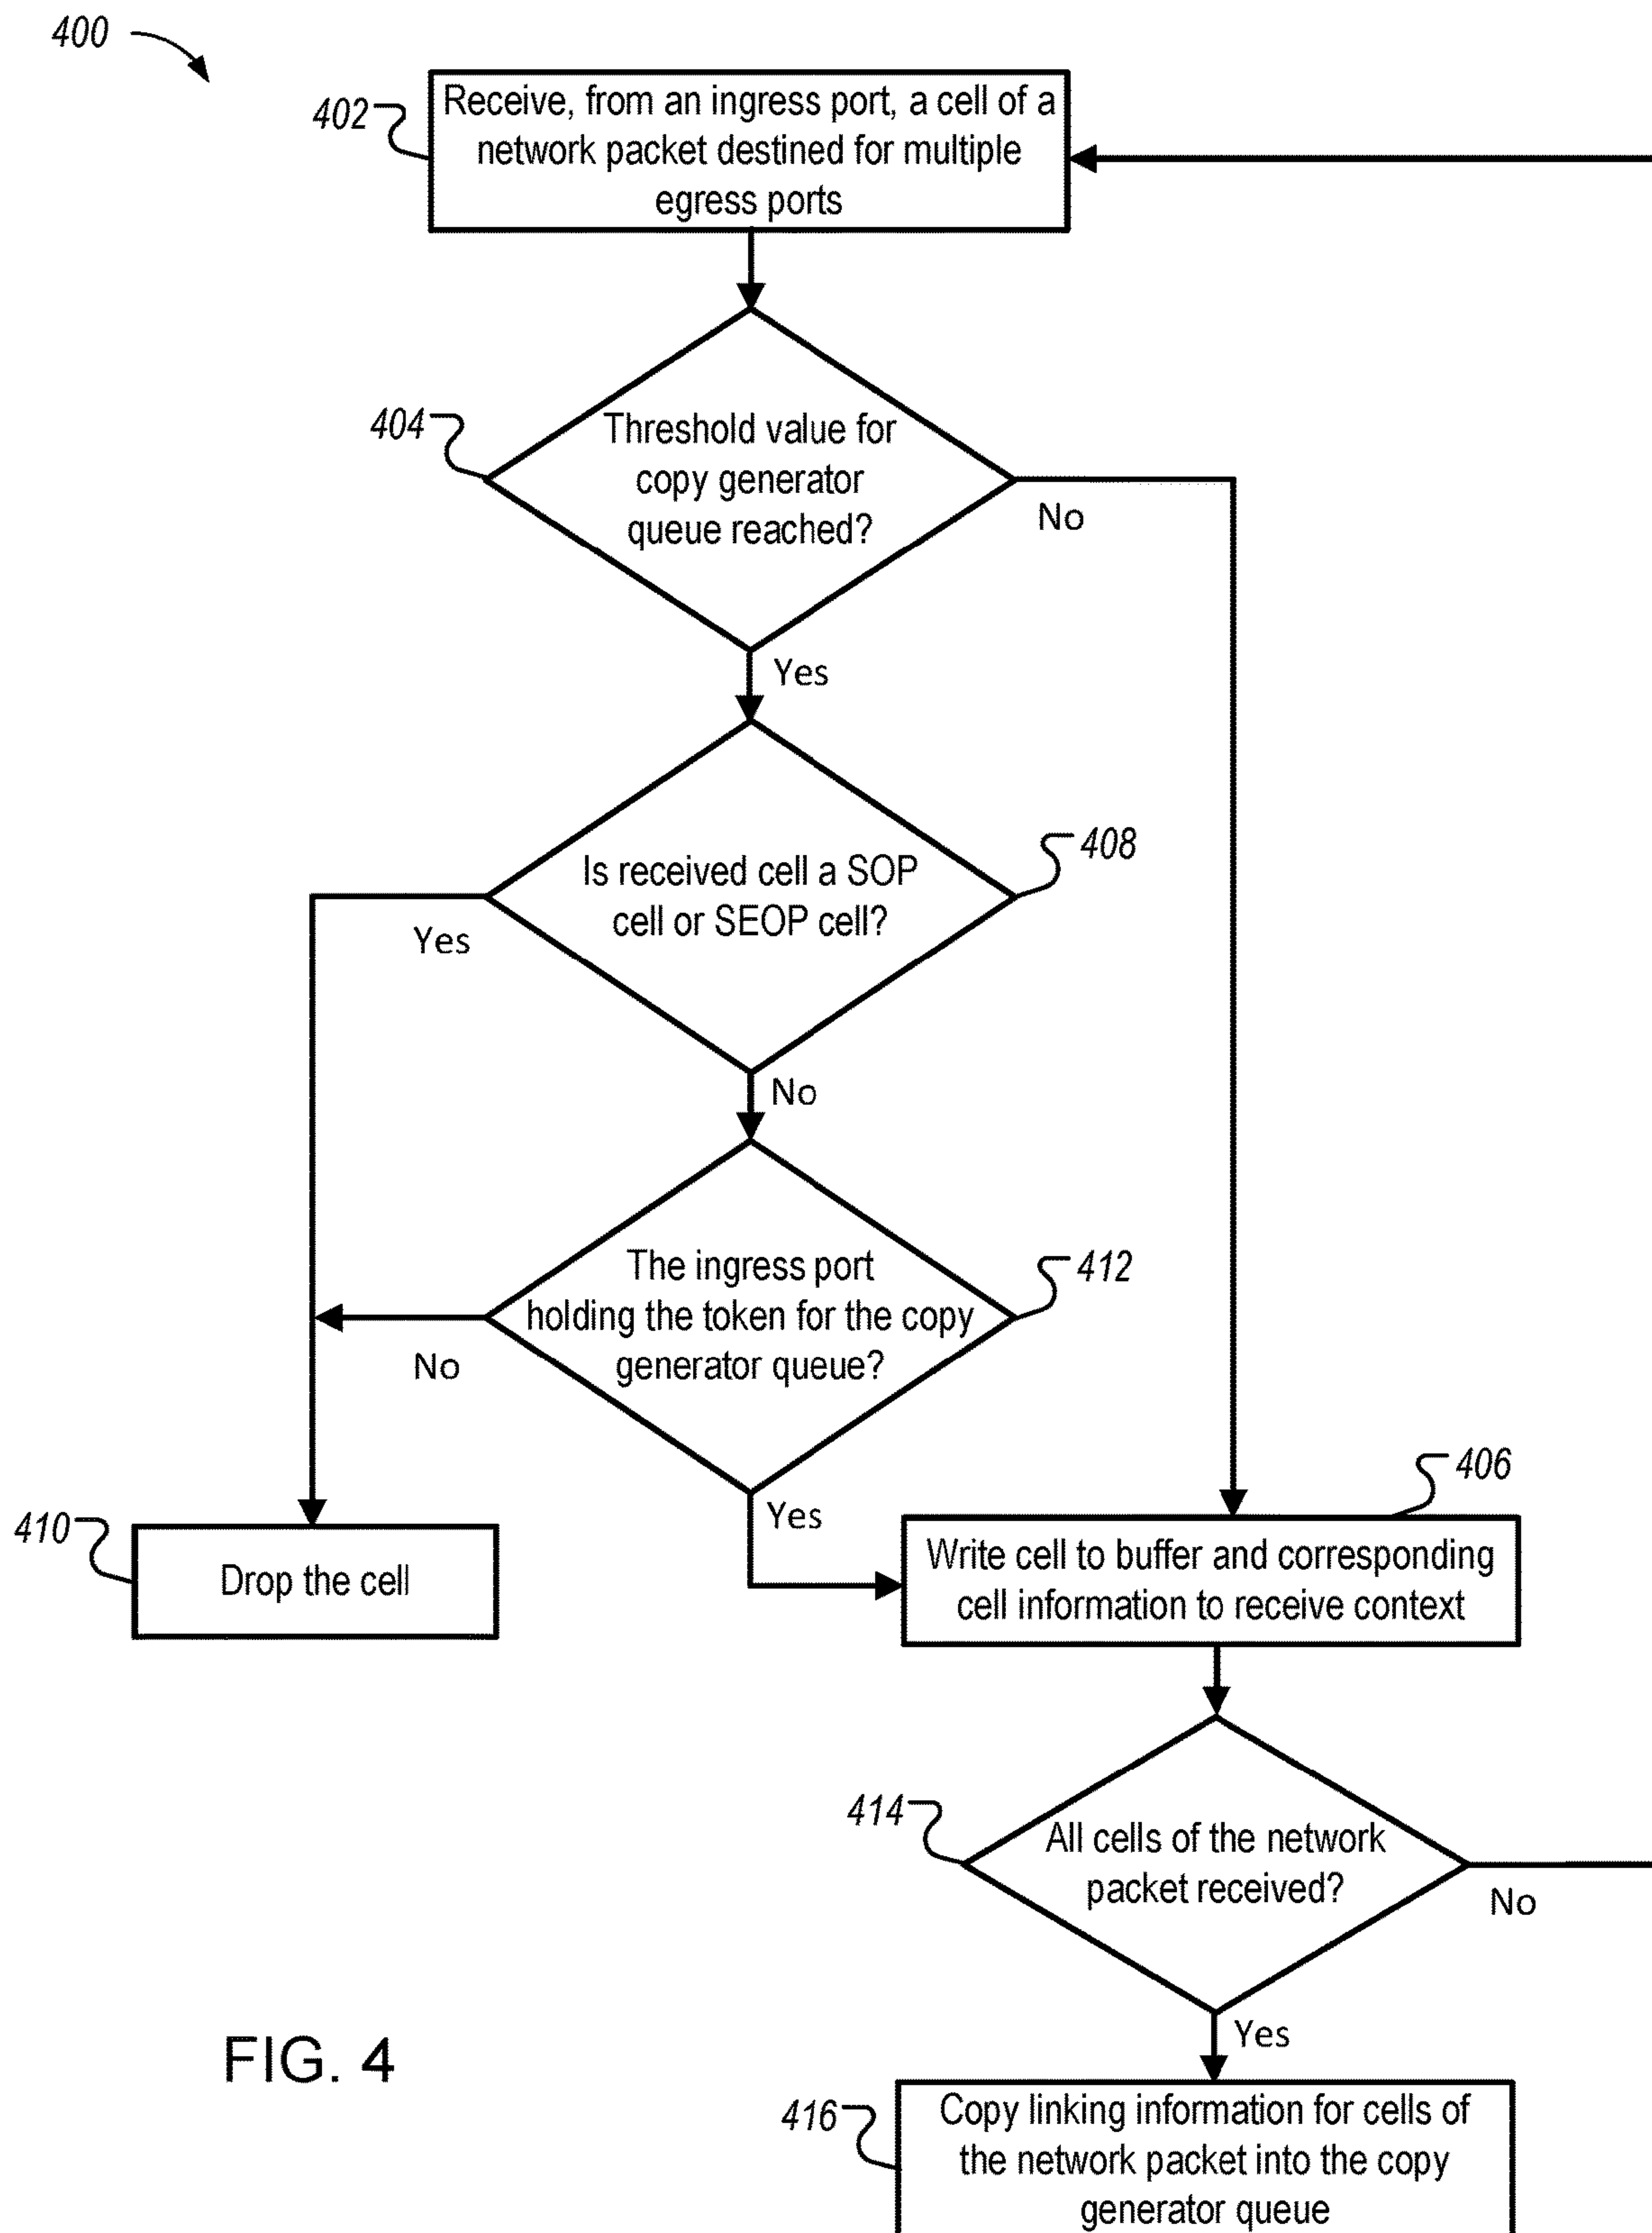 400
402
Receive, from an ingress port, a cell of a
network packet destined for multiple
egress ports
404
Threshold value for
copy generator
queue reached?
No
Yes
408
Is received cell a SOP
cell or SEOP cell?
Yes
No
412
The ingress port
holding the token for the copy
generator queue?
No
Yes
406
410
Drop the cell
Write cell to buffer and corresponding
cell information to receive context
414
All cells of the network
packet received?
No
Yes
FIG. 4
416
Copy linking information for cells of
the network packet into the copy
generator queue